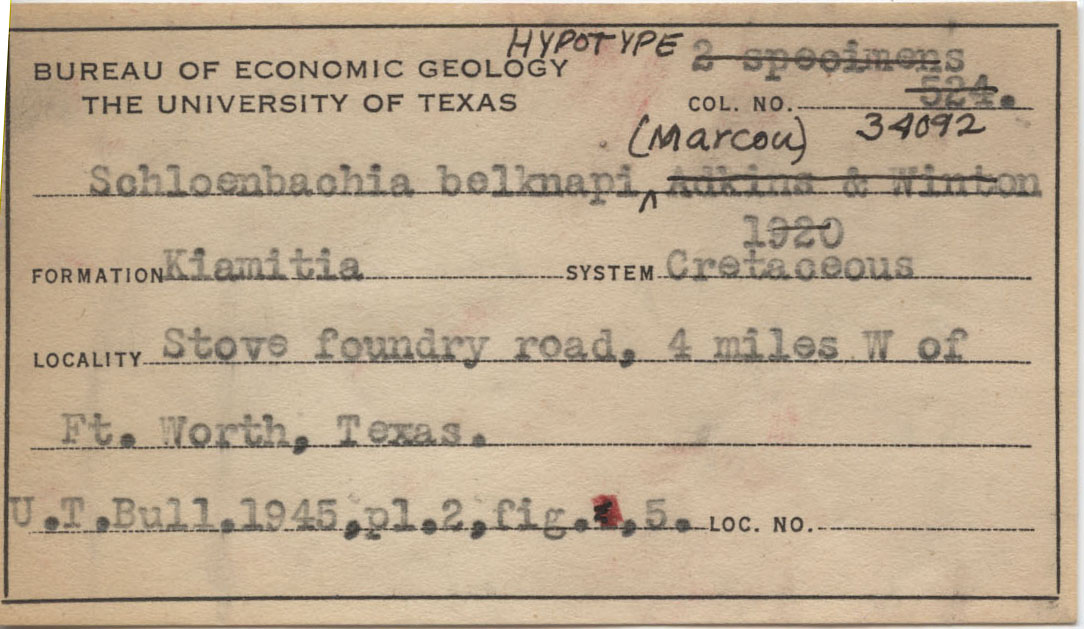 HYPOTYPE 2 specimens
BUREAU OF ECONOMIC GEOLOGY
THE UNIVERSITY OF TEXAS COL. NO. 524.
(Marcou) 34092
Schloenbachia belknapi ^ Adkins & Winton
1920
FORMATION Kiamitia SYSTEM Cretaceous
LOCALITY Stove foundry road, 4 miles W of
Ft. Worth, Texas.
U.T.Bull.1945,pl.2,fig. ,5. LOC. NO.